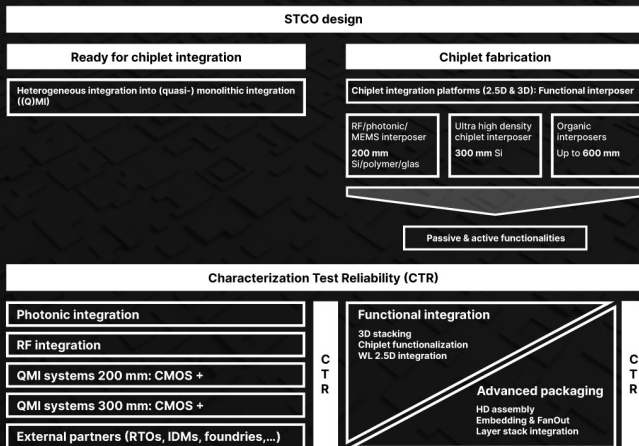 STCO design
Ready for chiplet integration
Heterogeneous integration into (quasi-) monolithic integration
((Q)MI)
Chiplet fabrication
Chiplet integration platforms (2.5D & 3D): Functional interposer
RF/photonic/
MEMS interposer
200 mm
Si/polymer/glas
Ultra high density
chiplet interposer
300 mm Si
Organic
interposers
Up to 600 mm
Passive & active functionalities
Characterization Test Reliability (CTR)
Photonic integration
RF integration
QMI systems 200 mm: CMOS +
QMI systems 300 mm: CMOS +
External partners (RTOs, IDMs, foundries,...)
C
T
R
Functional integration
3D stacking
Chiplet functionalization
WL 2.5D integration
Advanced packaging
HD assembly
Embedding & FanOut
Layer stack integration
C
T
R